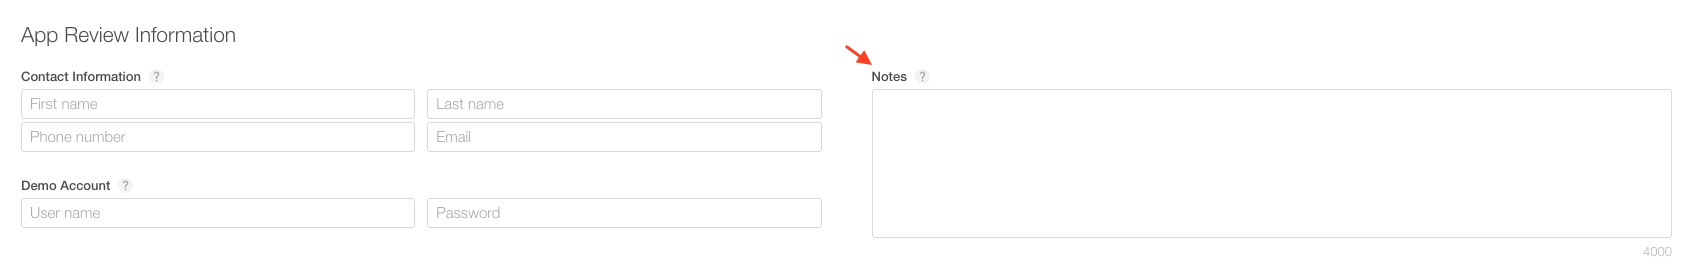 App Review Information
Contact Information ?
First name
Last name
Phone number
Email
Demo Account ?
User name
Password
Notes ?
4000